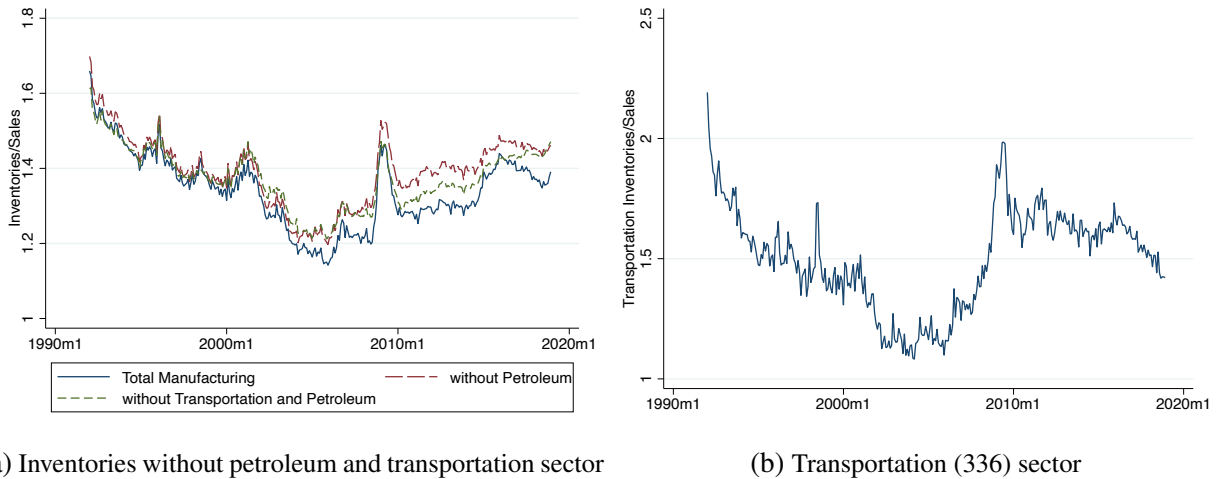 1.8
1.6
1.4
1.2
1
Inventories/Sales
1990m1 2000m1 2010m1 2020m1
Total Manufacturing without Petroleum
without Transportation and Petroleum
) Inventories without petroleum and transportation sector
2.5
2
1.5
1
Transportation Inventories/Sales
1990m1 2000m1 2010m1 2020m1
(b) Transportation (336) sector